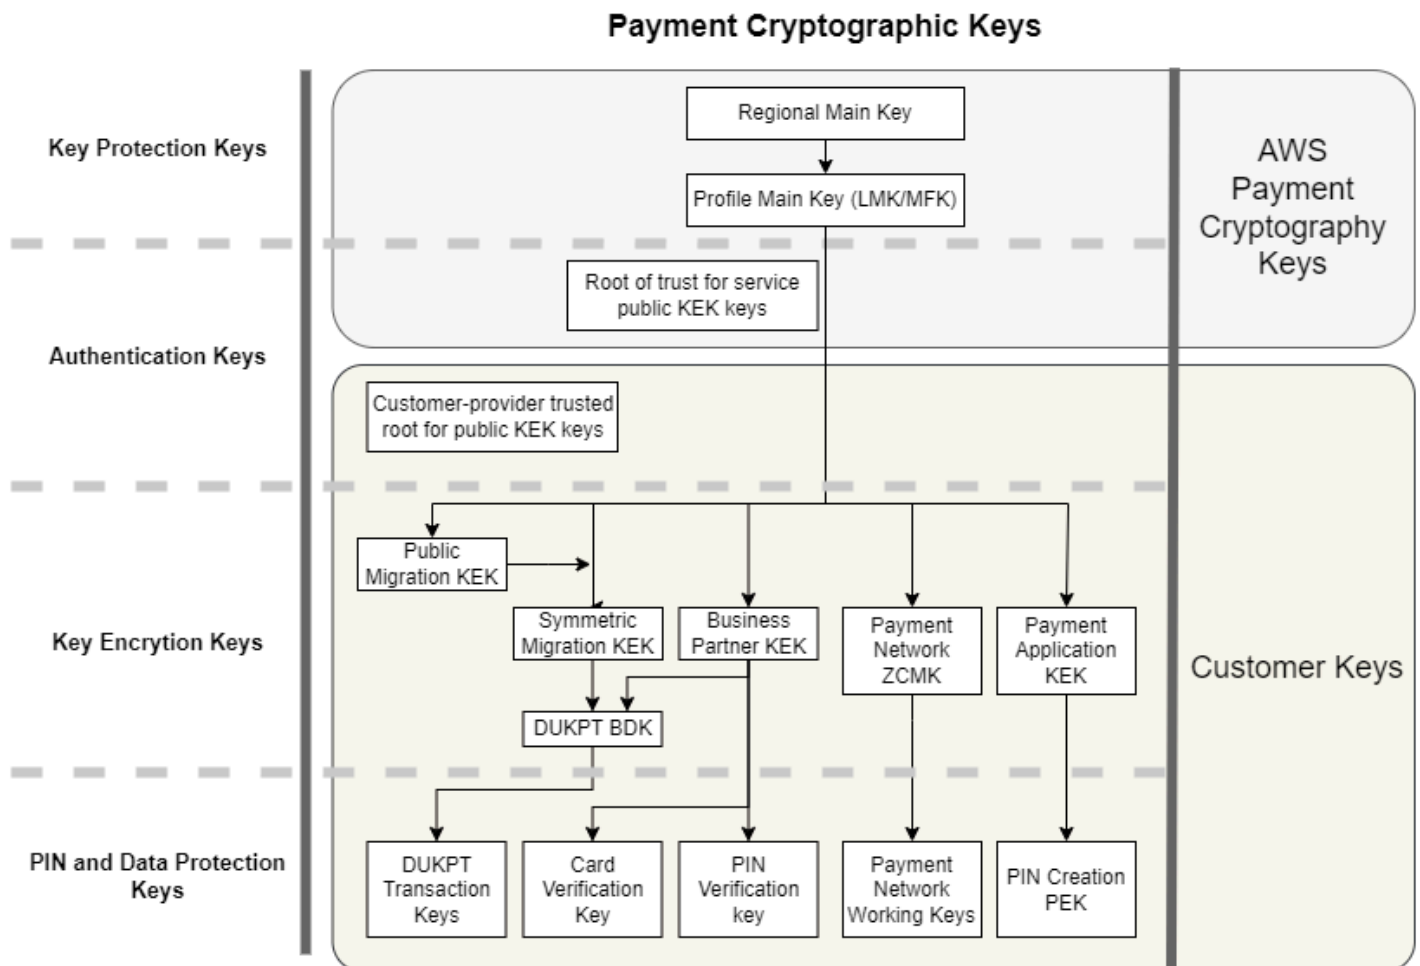 Payment Cryptographic Keys
Key Protection Keys
Regional Main Key
Profile Main Key (LMK/MFK)
AWS
Payment
Cryptography
Keys
Authentication Keys
Root of trust for service
public KEK keys
Customer-provider trusted
root for public KEK keys
Key Encrytion Keys
Public
Migration KEK
Symmetric
Migration KEK
Business
Partner KEK
Payment
Network
ZCMK
Payment
Application
KEK
DUKPT BDK
Customer Keys
PIN and Data Protection
Keys
DUKPT
Transaction
Keys
Card
Verification
Key
PIN
Verification
key
Payment
Network
Working Keys
PIN Creation
PEK